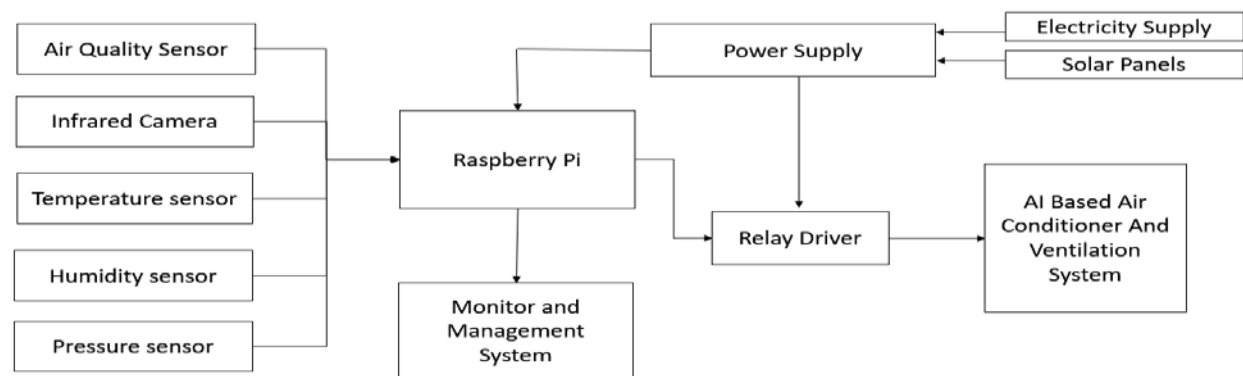 Air Quality Sensor
Infrared Camera
Temperature sensor
Humidity sensor
Pressure sensor
Raspberry Pi
Monitor and
Management
System
Power Supply
Electricity Supply
Solar Panels
Relay Driver
AI Based Air
Conditioner And
Ventilation
System